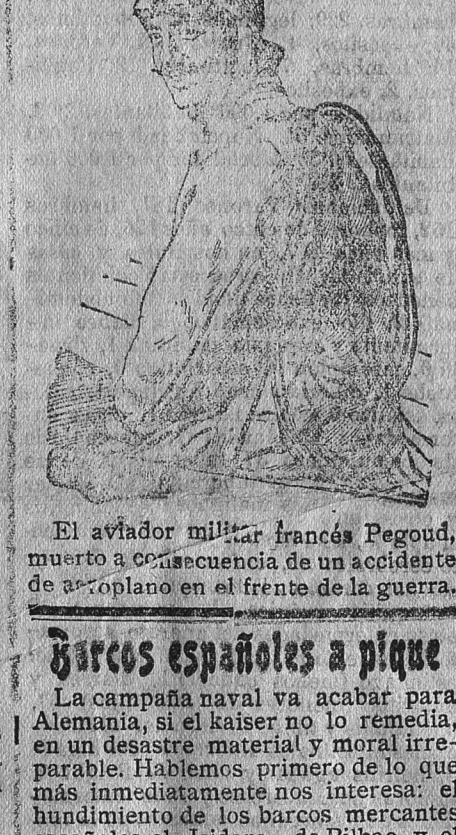 El aviador militar francés Pegoud,
muerto a consecuencia de un accidente
de aeroplano en el frente de la guerra.
Barcos españoles a pique
La campaña naval va acabar para
Alemania, si el kaiser no lo remedia,
en un desastre material y moral irre-
parable. Hablemos primero de lo que
más inmediatamente nos interesa: el
hundimiento de los barcos mercantes